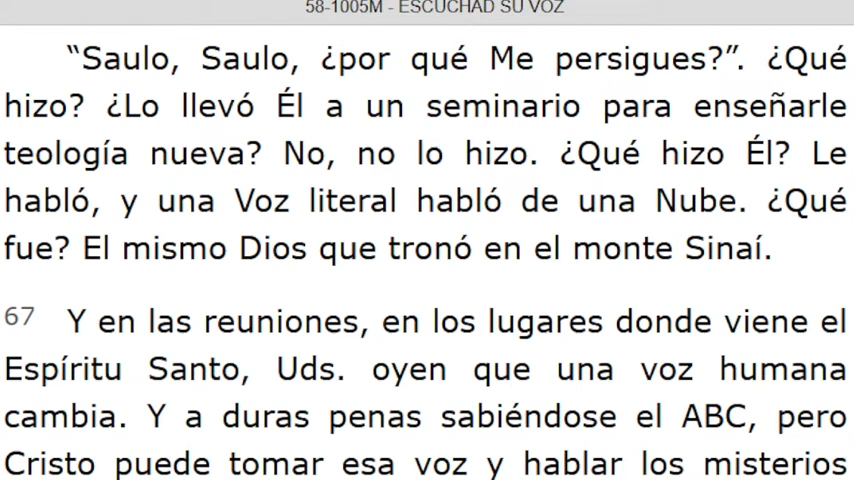 58-1005M - ESCUCHAD SU VOZ
“Saulo, Saulo, ¿por qué Me persigues?”. ¿Qué
hizo? ¿Lo llevó Él a un seminario para enseñarle
teología nueva? No, no lo hizo. ¿Qué hizo Él? Le
habló, y una Voz literal habló de una Nube. ¿Qué
fue? El mismo Dios que tronó en el monte Sinaí.
67 Y en las reuniones, en los lugares donde viene el
Espíritu Santo, Uds. oyen que una voz humana
cambia. Y a duras penas sabiéndose el ABC, pero
Cristo puede tomar esa voz y hablar los misterios